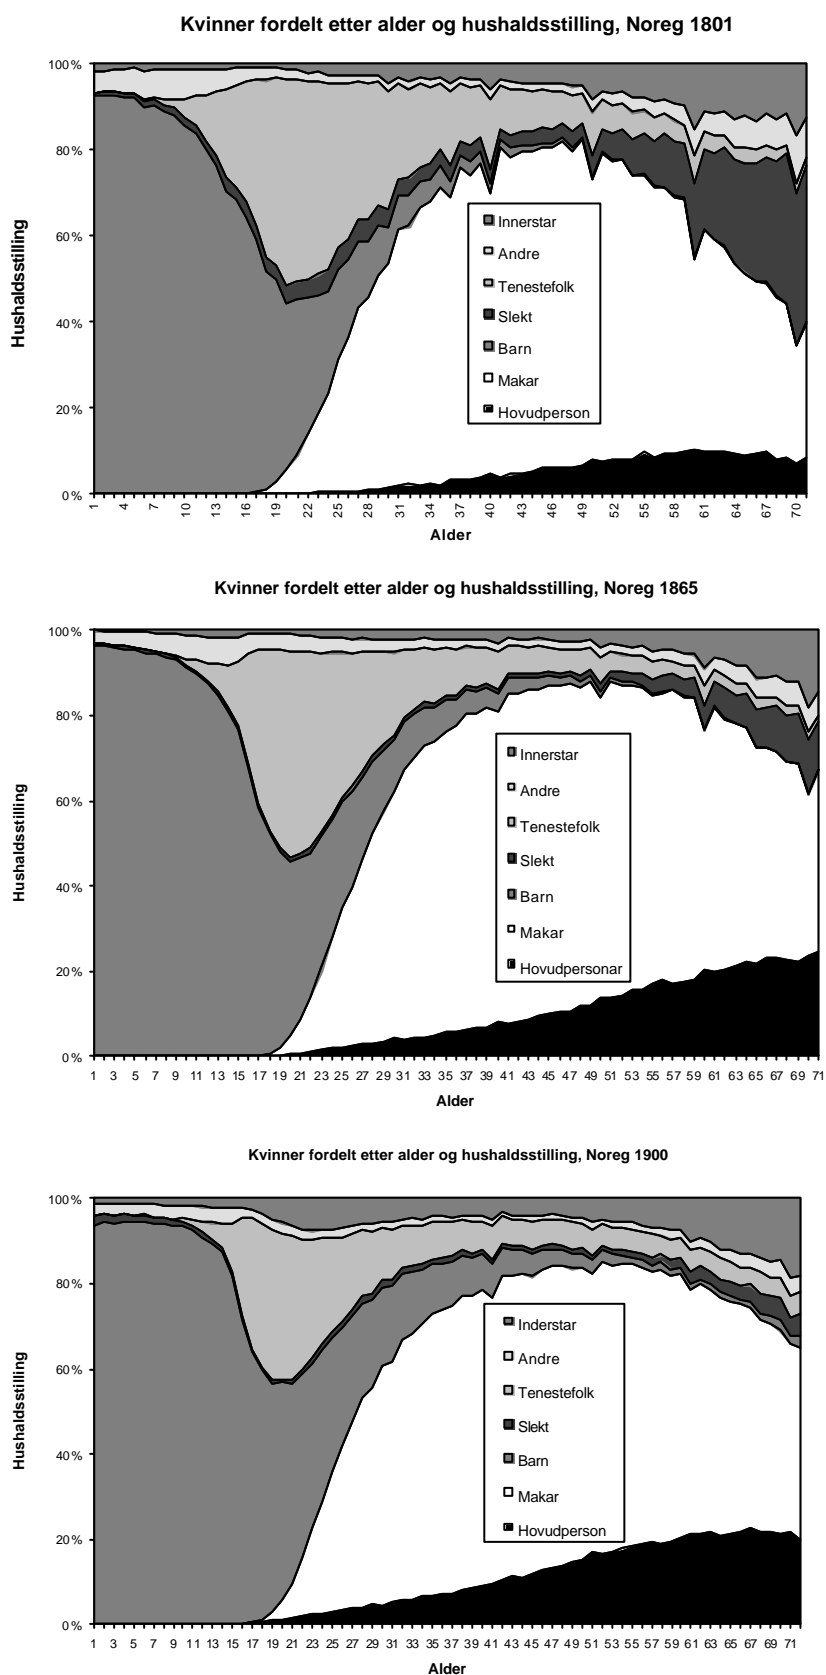 Kvinner fordelt etter alder og hushaldsstilling, Noreg 1801
Hushaldsstilling
100%
80%
60%
40%
20%
0%
Innerstar
Andre
Tenestefolk
Slekt
Barn
Makar
Hovudperson
1 4 7 10 13 16 19 22 25 28 31 34 37 40 43 46 49 52 55 58 61 64 67 70
Alder
Kvinner fordelt etter alder og hushaldsstilling, Noreg 1865
Hushaldsstilling
100%
80%
60%
40%
20%
0%
Innerstar
Andre
Tenestefolk
Slekt
Barn
Makar
Hovudpersonar
1 3 5 7 9 11 13 15 17 19 21 23 25 27 29 31 33 35 37 39 41 43 45 47 49 51 53 55 57 59 61 63 65 67 69 71
Alder
Kvinner fordelt etter alder og hushaldsstilling, Noreg 1900
Hushaldsstilling
100%
80%
60%
40%
20%
0%
Inderstar
Andre
Tenestefolk
Slekt
Barn
Makar
Hovudperson
1 3 5 7 9 11 13 15 17 19 21 23 25 27 29 31 33 35 37 39 41 43 45 47 49 51 53 55 57 59 61 63 65 67 69 71
Alder